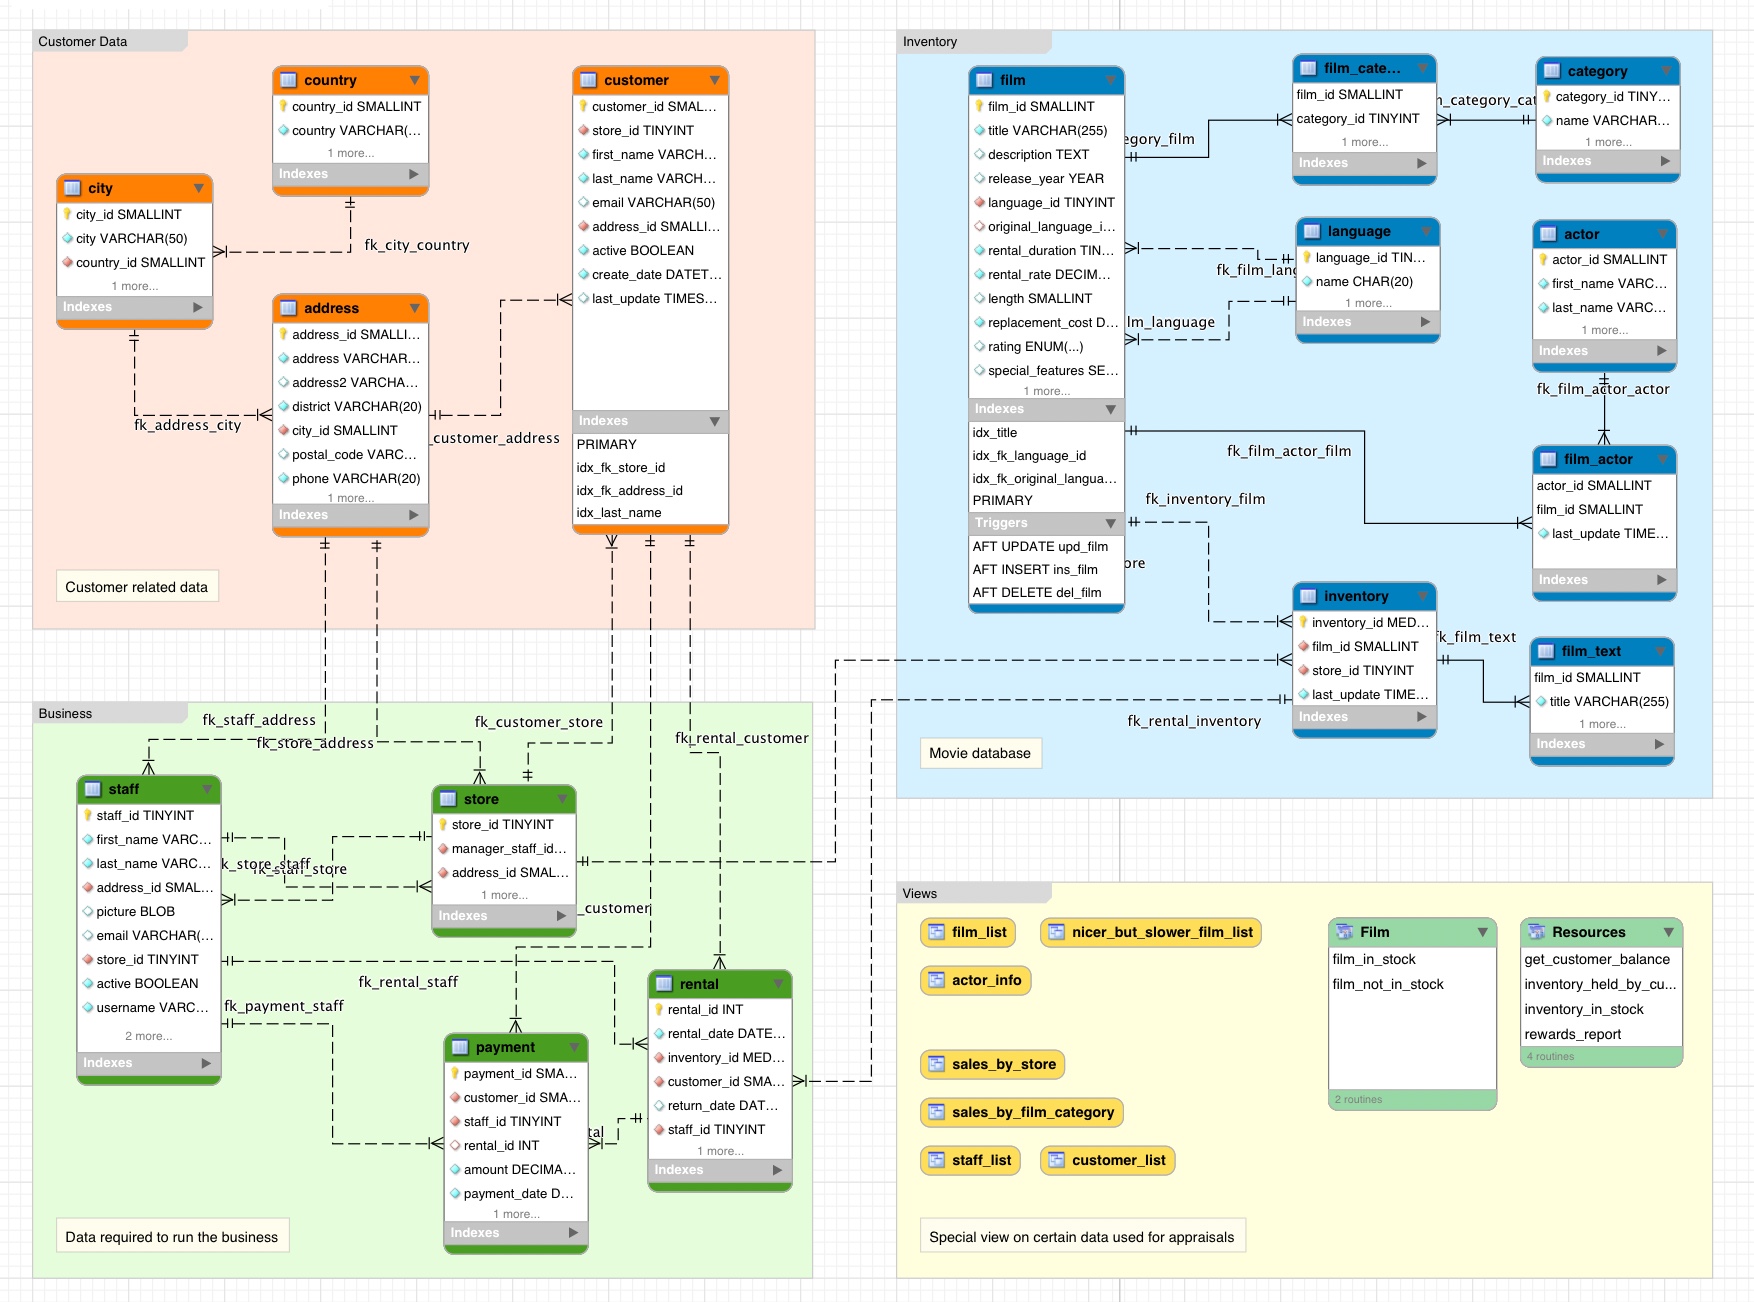 Customer Data
country
country_id SMALLINT
country VARCHAR(...
1 more...
Indexes
customer
customer_id SMAL...
store_id TINYINT
first_name VARCH...
last_name VARCH...
email VARCHAR(50)
address_id SMALLI...
active BOOLEAN
create_date DATET...
last_update TIMES...
Indexes
PRIMARY
idx_fk_store_id
idx_fk_address_id
idx_last_name
city
city_id SMALLINT
city VARCHAR(50)
country_id SMALLINT
1 more...
Indexes
fk_city_country
address
address_id SMALLI...
address VARCHAR...
address2 VARCHA...
district VARCHAR(20)
city_id SMALLINT
postal_code VARC...
phone VARCHAR(20)
1 more...
Indexes
fk_address_city
_customer_address
Customer related data
Inventory
film
film_id SMALLINT
title VARCHAR(255)
description TEXT
release_year YEAR
language_id TINYINT
original_language_i...
rental_duration TIN...
rental_rate DECIM...
length SMALLINT
replacement_cost D...
rating ENUM(...)
special_features SE...
1 more...
Indexes
idx_title
idx_fk_language_id
idx_fk_original_langua...
PRIMARY
Triggers
AFT UPDATE upd_film
AFT INSERT ins_film
AFT DELETE del_film
egory_film
film_cate...
film_id SMALLINT
category_id TINYINT
1 more...
Indexes
_category_cat
category
category_id TINY...
name VARCHAR...
1 more...
Indexes
language
language_id TIN...
name CHAR(20)
1 more...
Indexes
fk_film_lang
lm_language
actor
actor_id SMALLINT
first_name VARC...
last_name VARC...
1 more...
Indexes
fk_film_actor_actor
fk_film_actor_film
film_actor
actor_id SMALLINT
film_id SMALLINT
last_update TIME...
Indexes
fk_inventory_film
ore
inventory
inventory_id MED...
film_id SMALLINT
store_id TINYINT
last_update TIME...
Indexes
fk_film_text
film_text
film_id SMALLINT
title VARCHAR(255)
1 more...
Indexes
fk_rental_inventory
Movie database
Business
fk_staff_address
fk_store_address
fk_customer_store
fk_rental_customer
staff
staff_id TINYINT
first_name VARC...
last_name VARC...
address_id SMAL...
picture BLOB
email VARCHAR(...
store_id TINYINT
active BOOLEAN
username VARC...
2 more...
Indexes
k_store_staff
fk_staff_store
store
store_id TINYINT
manager_staff_id...
address_id SMAL...
1 more...
Indexes
_customer
fk_rental_staff
fk_payment_staff
payment
payment_id SMA...
customer_id SMA...
staff_id TINYINT
rental_id INT
amount DECIMA...
payment_date D...
1 more...
Indexes
tal
rental
rental_id INT
rental_date DATE...
inventory_id MED...
customer_id SMA...
return_date DAT...
staff_id TINYINT
1 more...
Indexes
Data required to run the business
Views
film_list
nicer_but_slower_film_list
actor_info
sales_by_store
sales_by_film_category
staff_list
customer_list
Film
film_in_stock
film_not_in_stock
2 routines
Resources
get_customer_balance
inventory_held_by_cu...
inventory_in_stock
rewards_report
4 routines
Special view on certain data used for appraisals